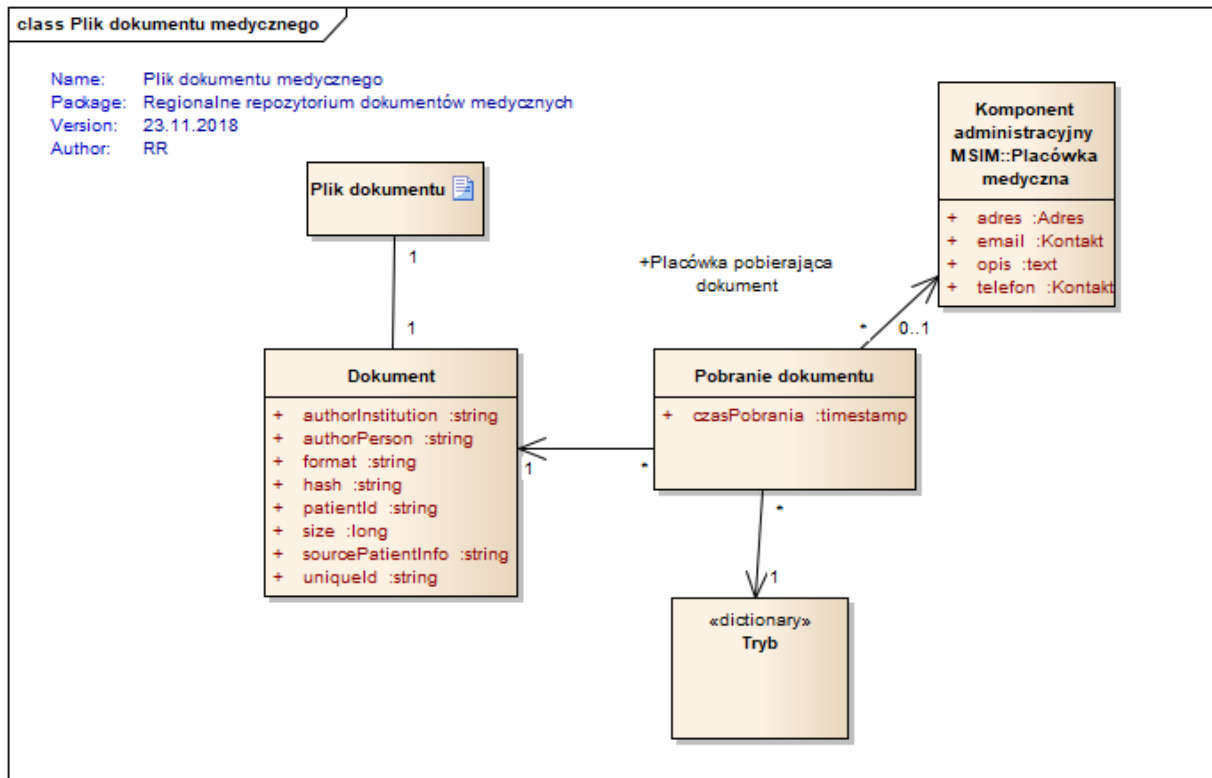 class Plik dokumentu medycznego
Name: Plik dokumentu medycznego
Package: Regionalne repozytorium dokumentów medycznych
Version: 23.11.2018
Author: RR
Komponent
administracyjny
MSIM::Placówka
medyczna
+ adres :Adres
+ email :Kontakt
+ opis :text
+ telefon :Kontakt
Plik dokumentu
1
1
+Placówka pobierająca
dokument
* 0..1
Dokument
+ authorInstitution :string
+ authorPerson :string
+ format :string
+ hash :string
+ patientId :string
+ size :long
+ sourcePatientInfo :string
+ uniqueId :string
Pobranie dokumentu
+ czasPobrania :timestamp
1 *
*
1
«dictionary»
Tryb